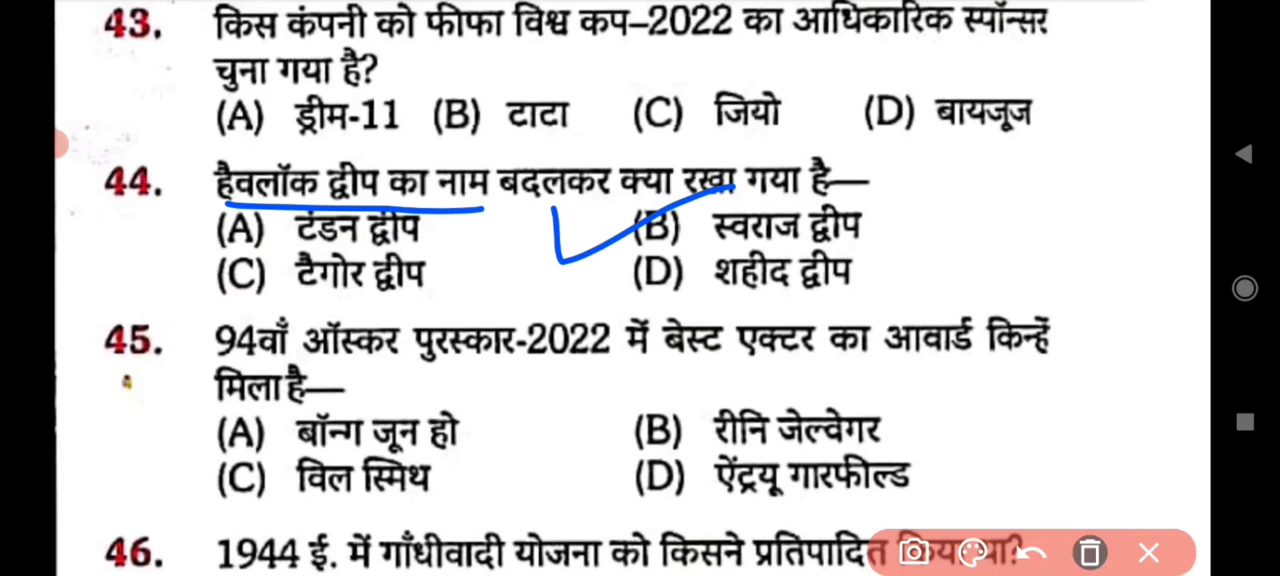 43. किस कंपनी को फीफा विश्व कप–2022 का आधिकारिक स्पॉन्सर
चुना गया है?
(A) ड्रीम-11 (B) टाटा (C) जियो (D) बायजूज
44. हैवलॉक द्वीप का नाम बदलकर क्या रखा गया है—
(A) टंडन द्वीप (B) स्वराज द्वीप
(C) टैगोर द्वीप (D) शहीद द्वीप
45. 94वाँ ऑस्कर पुरस्कार-2022 में बेस्ट एक्टर का आवार्ड किन्हें
मिला है—
(A) बॉन्ग जून हो (B) रीनि जेल्वेगर
(C) विल स्मिथ (D) ऐंद्रयू गारफील्ड
46. 1944 ई. में गाँधीवादी योजना को किसने प्रतिपादित